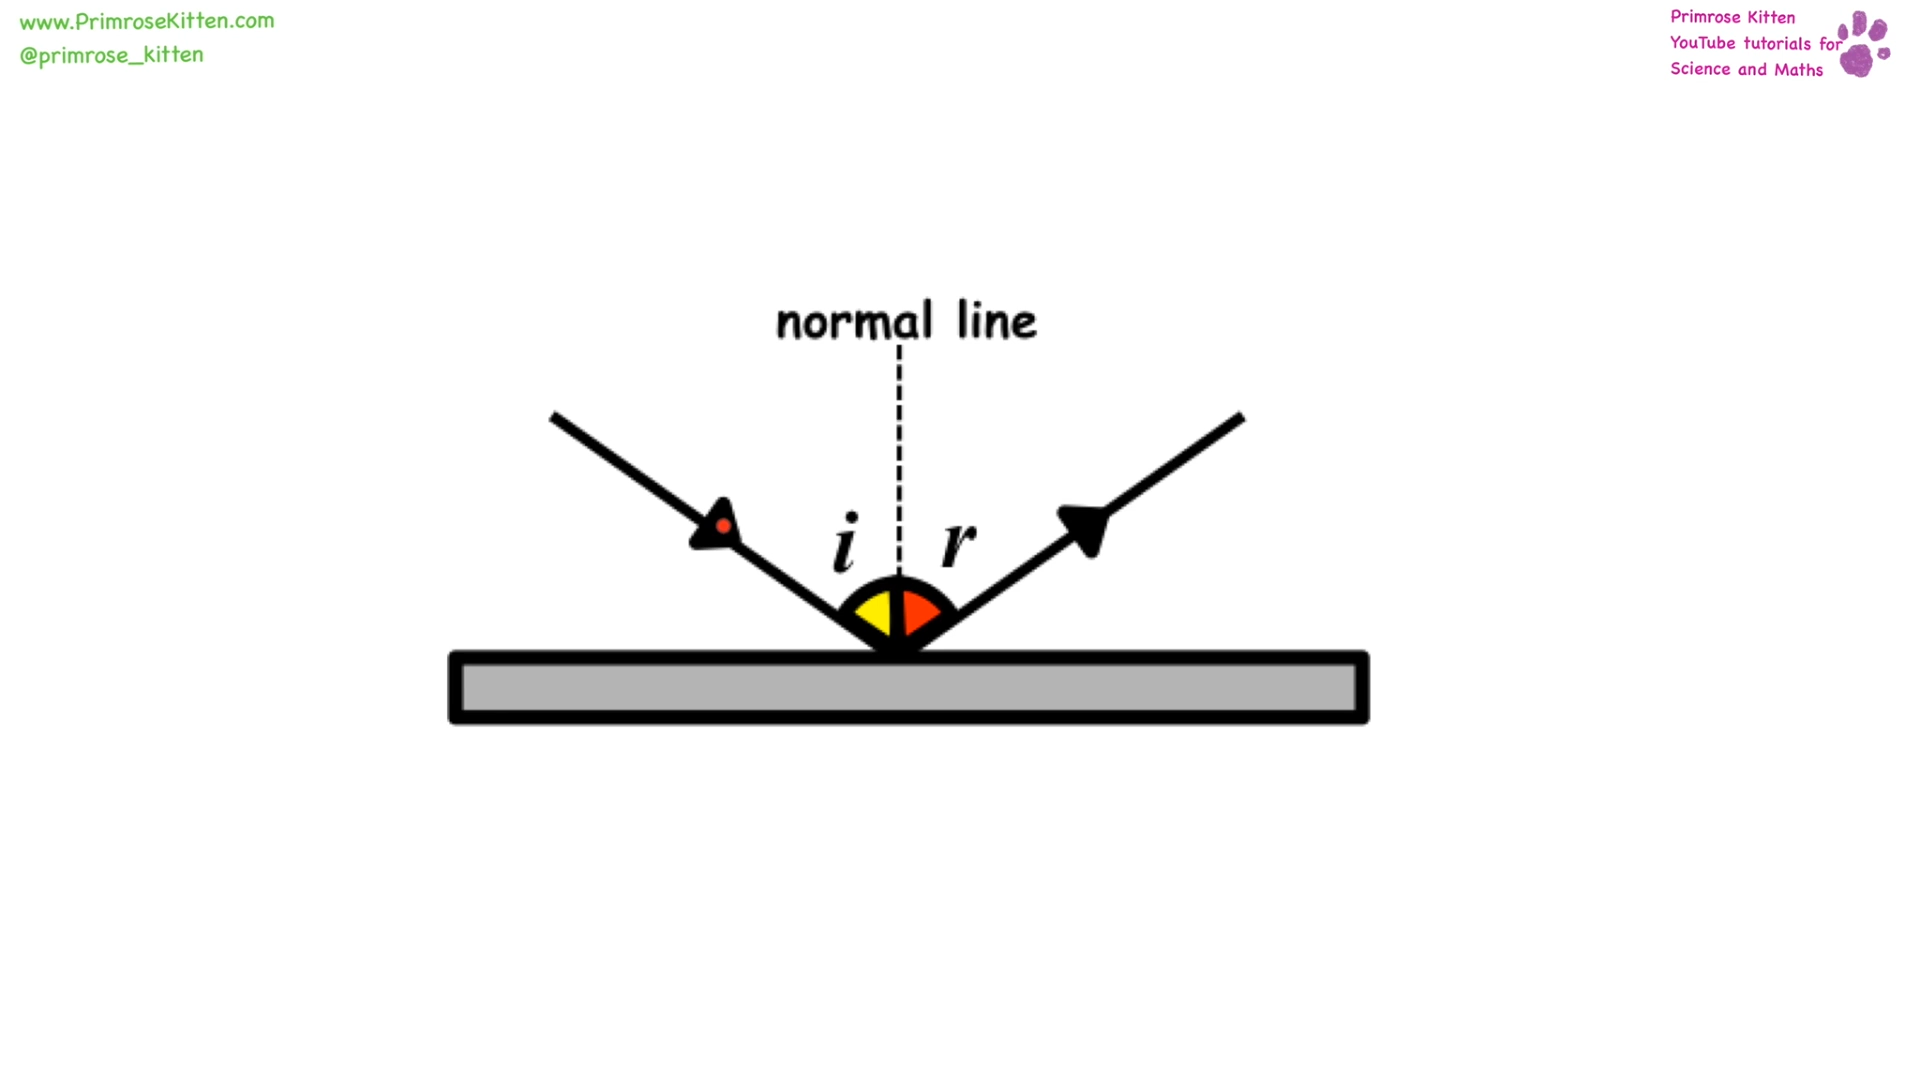 www.PrimroseKitten.com
@primrose_kitten
Primrose Kitten
YouTube tutorials for
Science and Maths
normal line
i r